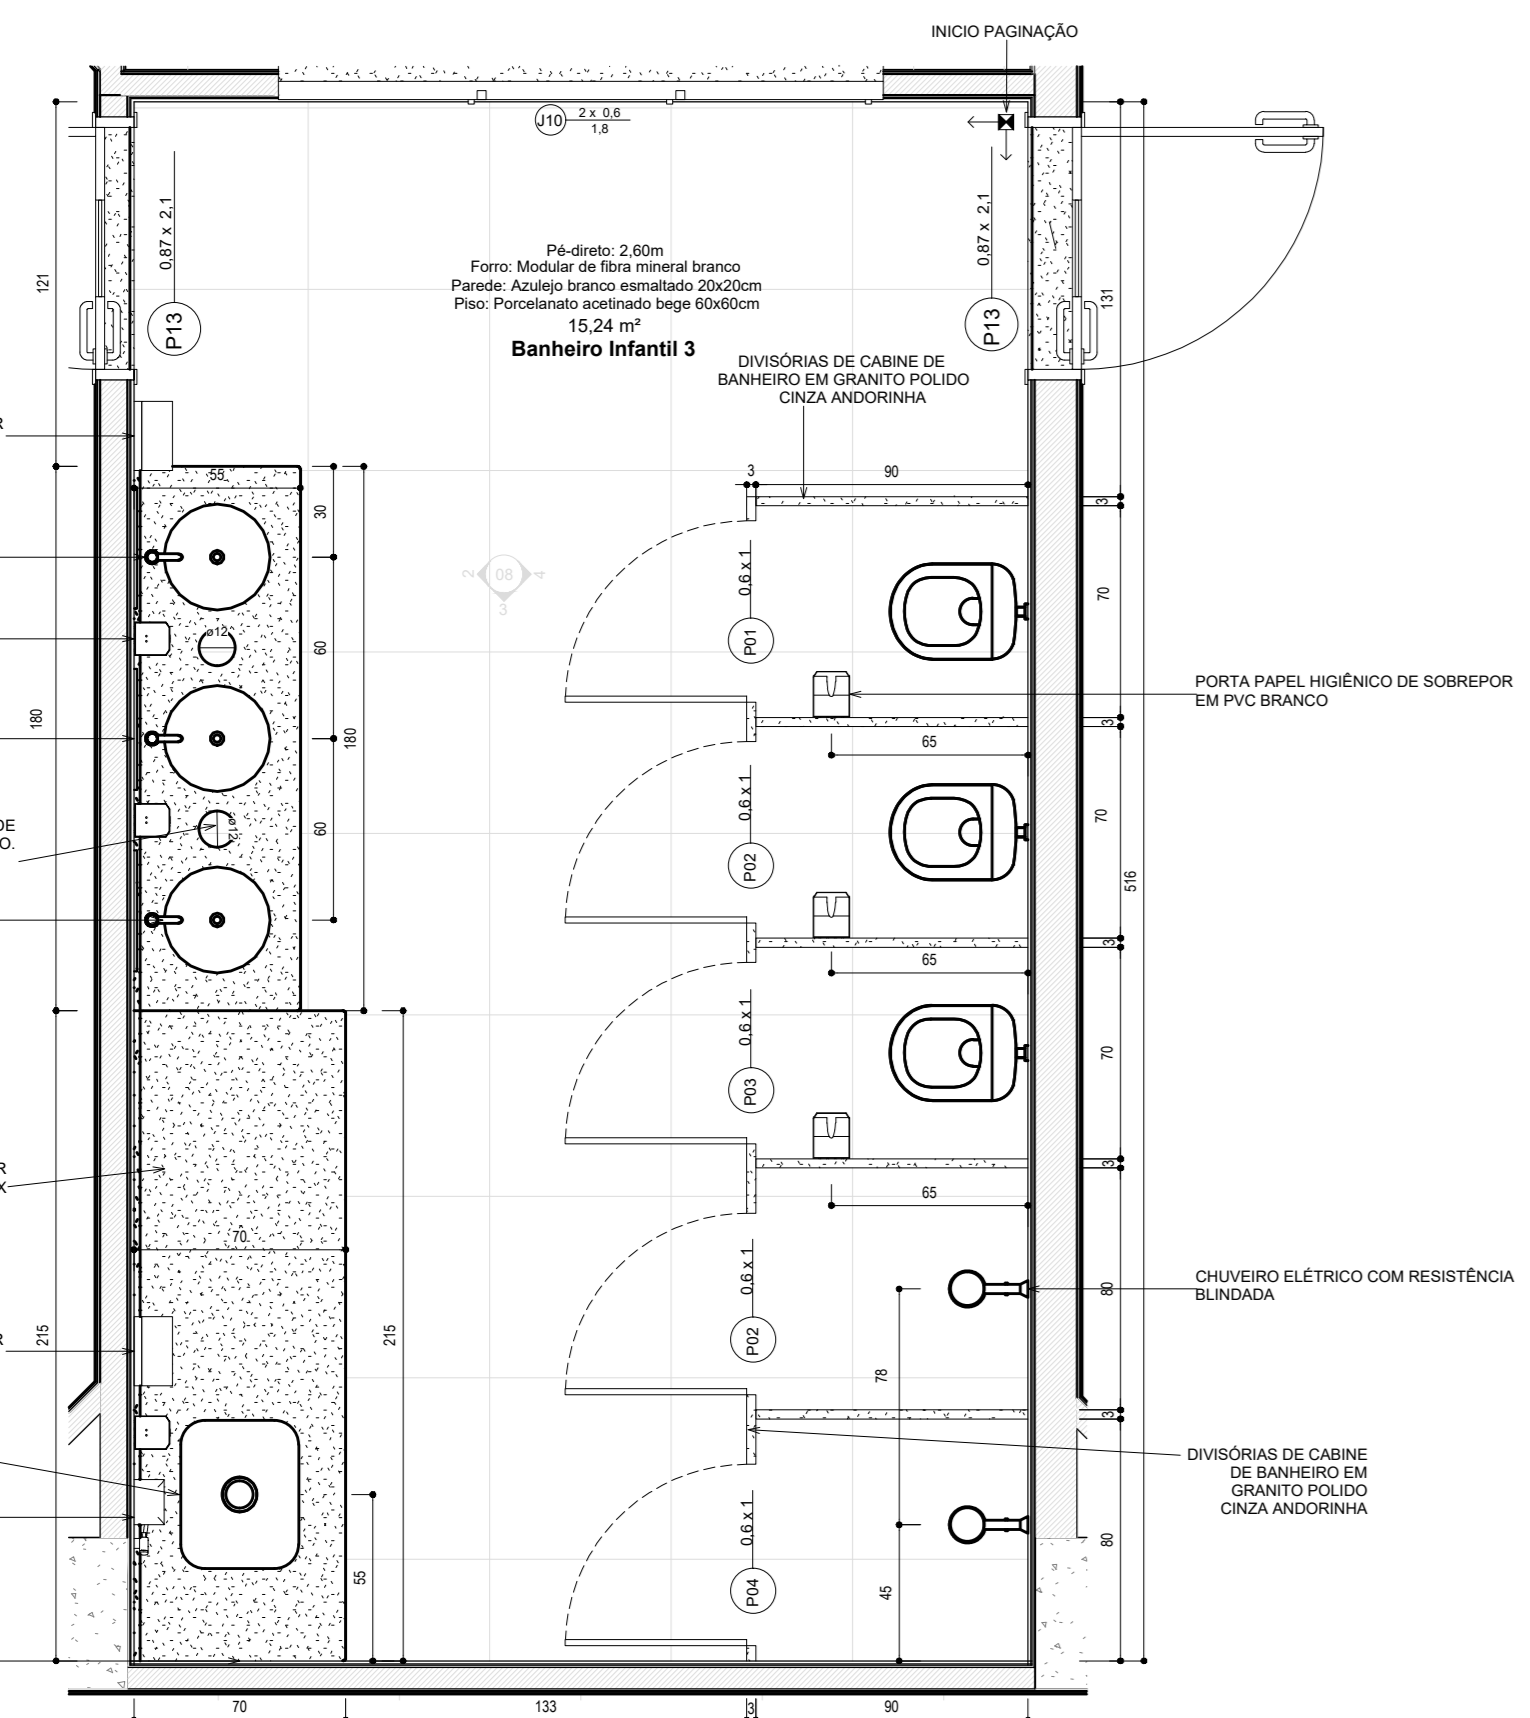 INICIO PAGINAÇÃO
J10
2 x 0,6
1,8
0,87 x 2,1
P13
0,87 x 2,1
P13
Pé-direto: 2,60m
Forro: Modular de fibra mineral branco
Parede: Azulejo branco esmaltado 20x20cm
Piso: Porcelanato acetinado bege 60x60cm
15,24 m²
Banheiro Infantil 3
121
131
DIVISÓRIAS DE CABINE DE
BANHEIRO EM GRANITO POLIDO
CINZA ANDORINHA
R
55
3
90
3
30
08
2
4
3
0,6 x 1
P01
70
ø12
60
PORTA PAPEL HIGIÊNICO DE SOBREPOR
EM PVC BRANCO
180
180
3
65
0,6 x 1
P02
70
DE
O.
ø12
60
516
3
65
0,6 x 1
P03
70
3
R
X
65
70
0,6 x 1
P02
80
CHUVEIRO ELÉTRICO COM RESISTÊNCIA
BLINDADA
R
215
215
78
3
DIVISÓRIAS DE CABINE
DE BANHEIRO EM
GRANITO POLIDO
CINZA ANDORINHA
0,6 x 1
P04
80
55
45
70
133
3
90